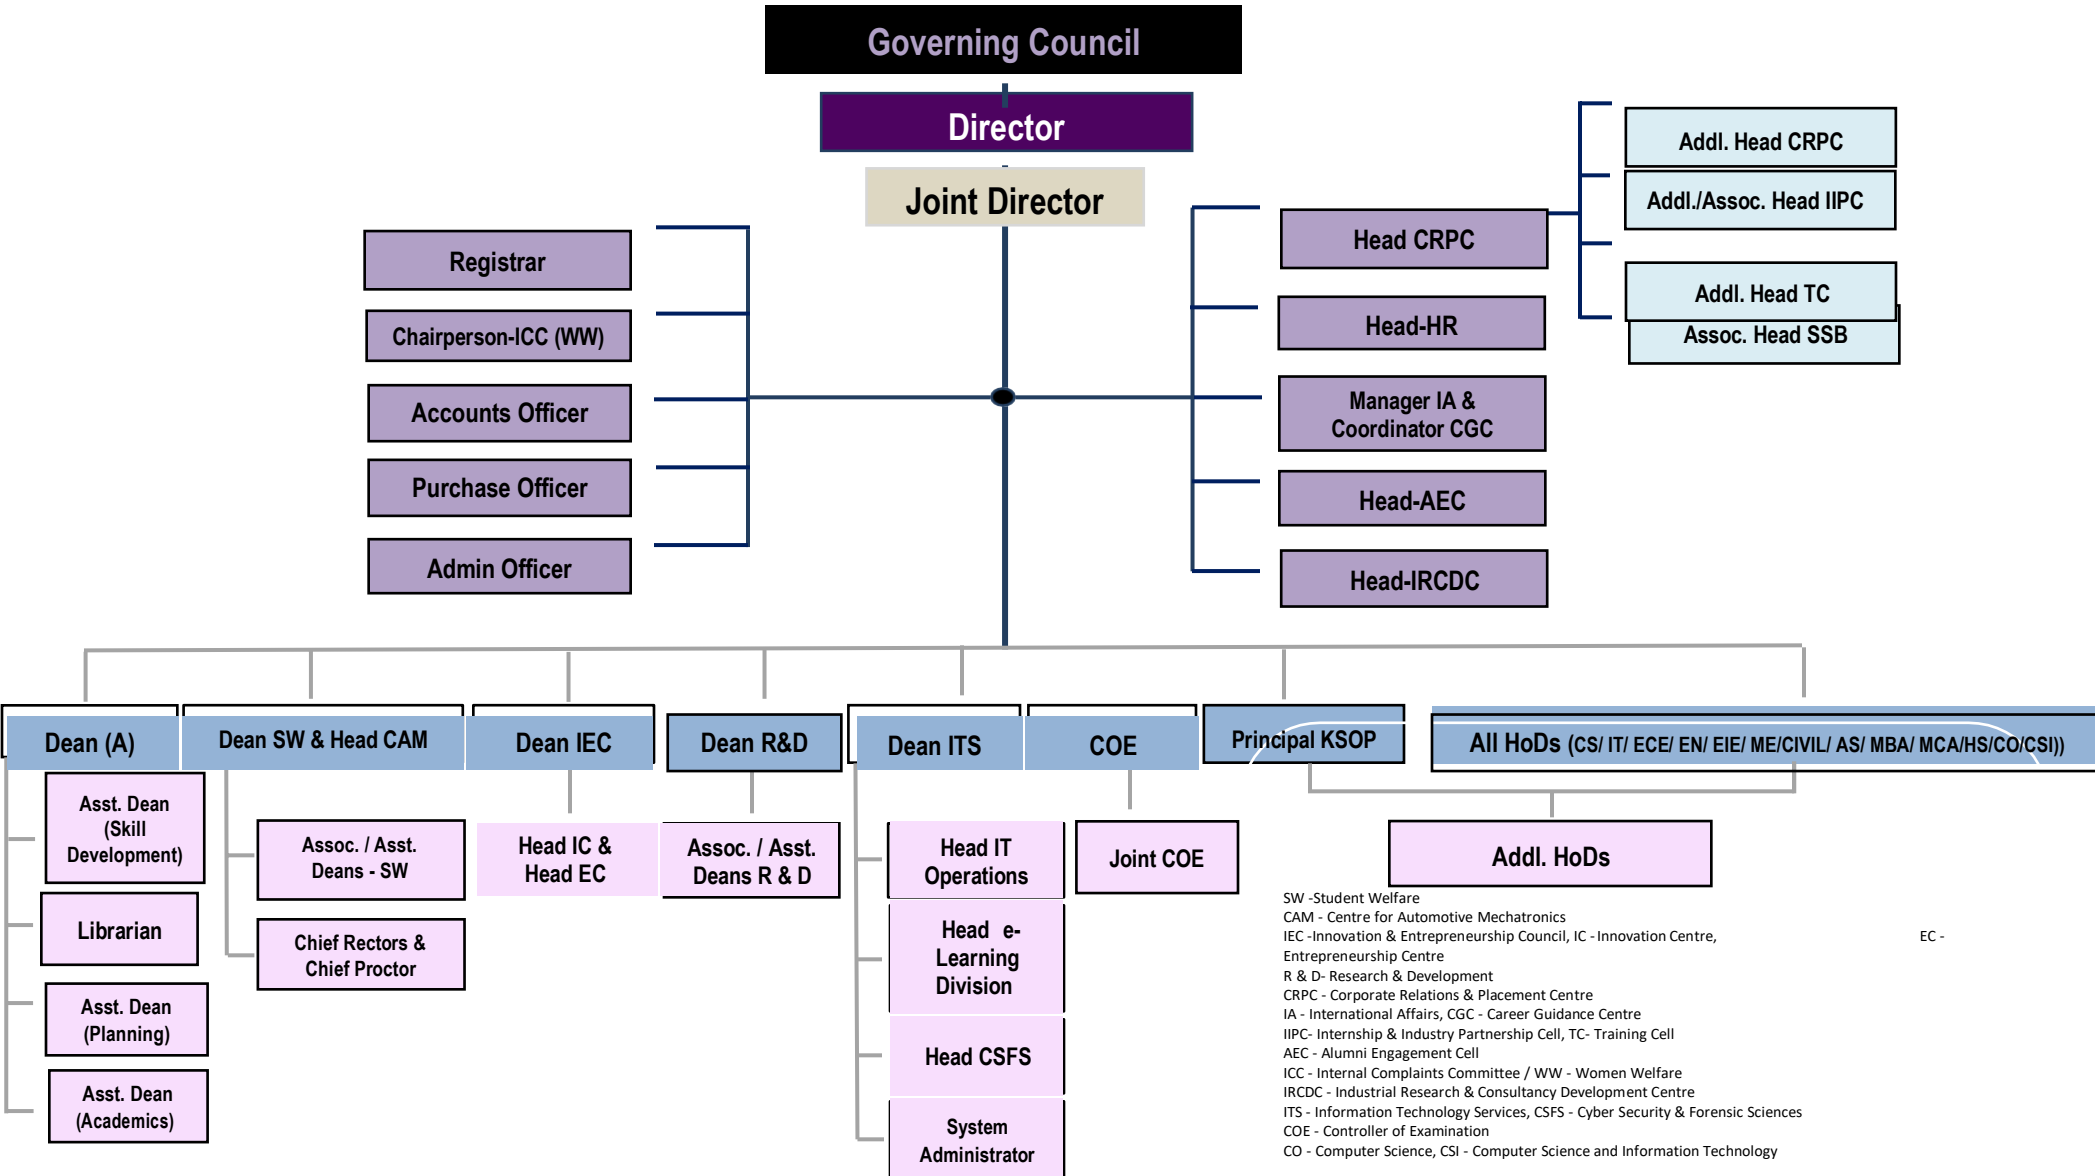 Governing Council
Director
Joint Director
Registrar
Chairperson-ICC (WW)
Accounts Officer
Purchase Officer
Admin Officer
Head CRPC
Head-HR
Manager IA &
Coordinator CGC
Head-AEC
Head-IRCDC
Addl. Head CRPC
Addl./Assoc. Head IIPC
Addl. Head TC
Assoc. Head SSB
Dean (A)
Dean SW & Head CAM
Dean IEC
Dean R&D
Dean ITS
COE
Principal KSOP
All HoDs (CS/ IT/ ECE/ EN/ EIE/ ME/CIVIL/ AS/ MBA/ MCA/HS/CO/CSI))
Asst. Dean
(Skill
Development)
Librarian
Asst. Dean
(Planning)
Asst. Dean
(Academics)
Assoc. / Asst.
Deans - SW
Chief Rectors &
Chief Proctor
Head IC &
Head EC
Assoc. / Asst.
Deans R & D
Head IT
Operations
Head e-
Learning
Division
Head CSFS
System
Administrator
Joint COE
Addl. HoDs
SW -Student Welfare
CAM - Centre for Automotive Mechatronics
IEC -Innovation & Entrepreneurship Council, IC - Innovation Centre, EC -
Entrepreneurship Centre
R & D- Research & Development
CRPC - Corporate Relations & Placement Centre
IA - International Affairs, CGC - Career Guidance Centre
IIPC- Internship & Industry Partnership Cell, TC- Training Cell
AEC - Alumni Engagement Cell
ICC - Internal Complaints Committee / WW - Women Welfare
IRCDC - Industrial Research & Consultancy Development Centre
ITS - Information Technology Services, CSFS - Cyber Security & Forensic Sciences
COE - Controller of Examination
CO - Computer Science, CSI - Computer Science and Information Technology